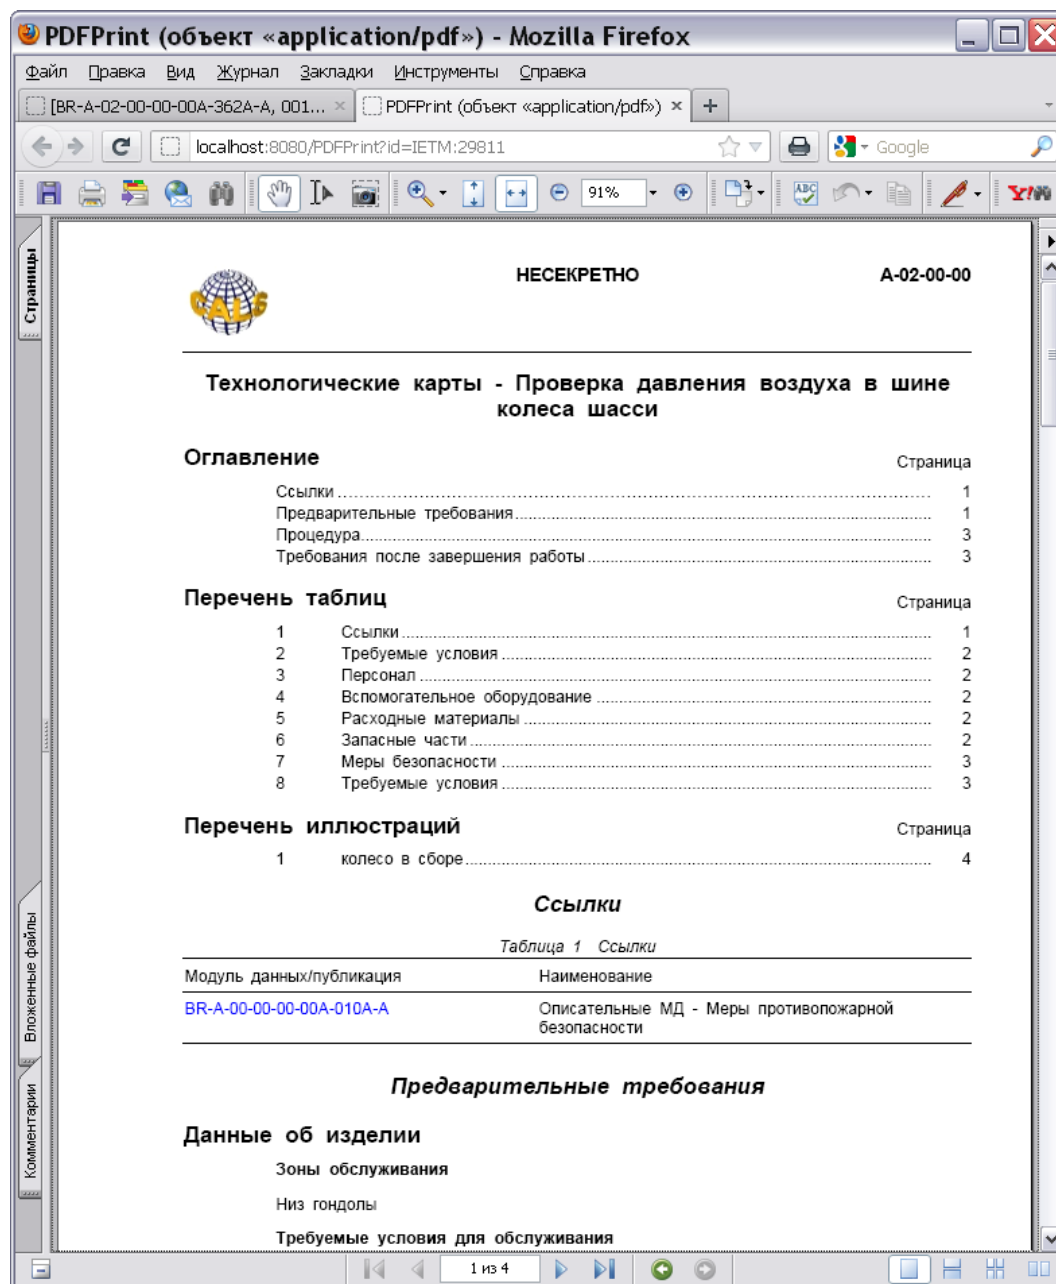 PDFPrint (объект «application/pdf») - Mozilla Firefox
Файл Правка Вид Журнал Закладки Инструменты Справка
[BR-A-02-00-00-00A-362A-A, 001... × PDFPrint (объект «application/pdf») × +
localhost:8080/PDFPrint?id=IETM:29811 Google
91% ABC Y!
Страницы
Вложенные файлы
Комментарии
CALS НЕСЕКРЕТНО A-02-00-00
Технологические карты - Проверка давления воздуха в шине
колеса шасси
Оглавление Страница
Ссылки 1
Предварительные требования 1
Процедура 3
Требования после завершения работы 3
Перечень таблиц Страница
1 Ссылки 1
2 Требуемые условия 2
3 Персонал 2
4 Вспомогательное оборудование 2
5 Расходные материалы 2
6 Запасные части 2
7 Меры безопасности 3
8 Требуемые условия 3
Перечень иллюстраций Страница
1 колесо в сборе 4
Ссылки
Таблица 1 Ссылки
Модуль данных/публикация Наименование
BR-A-00-00-00-00A-010A-A Описательные МД - Меры противопожарной
безопасности
Предварительные требования
Данные об изделии
Зоны обслуживания
Низ гондолы
Требуемые условия для обслуживания
1 из 4